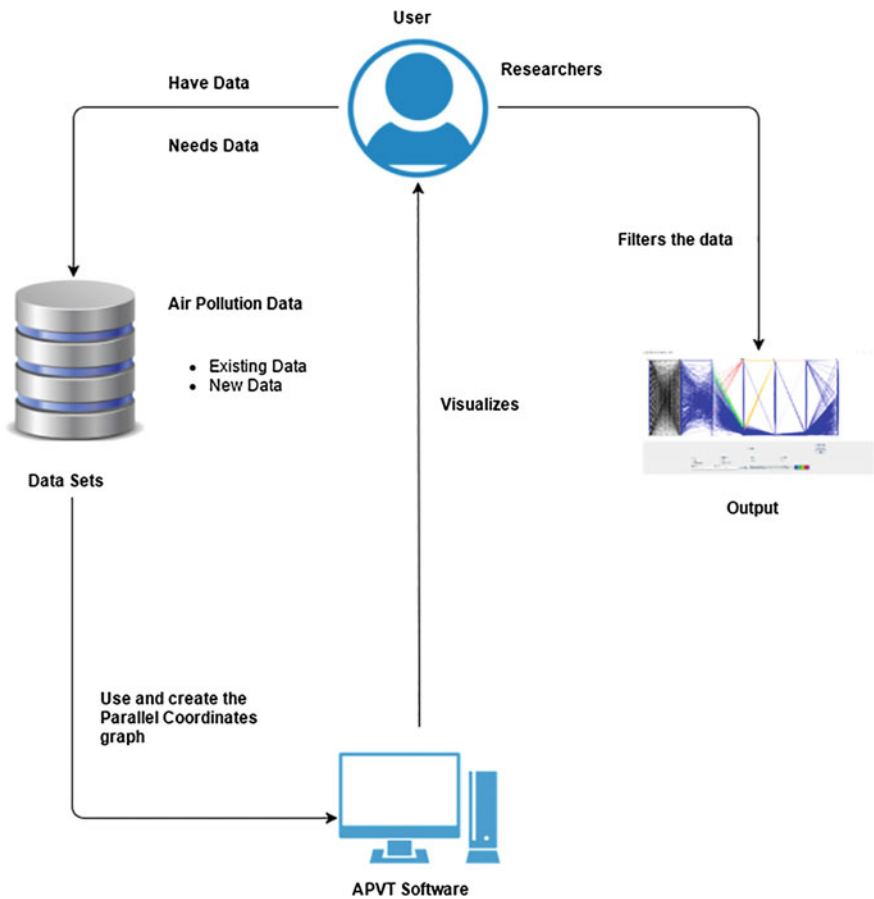 User
Researchers
Have Data
Needs Data
Filters the data
Air Pollution Data
• Existing Data
• New Data
Visualizes
Data Sets
Output
Use and create the
Parallel Coordinates
graph
APVT Software